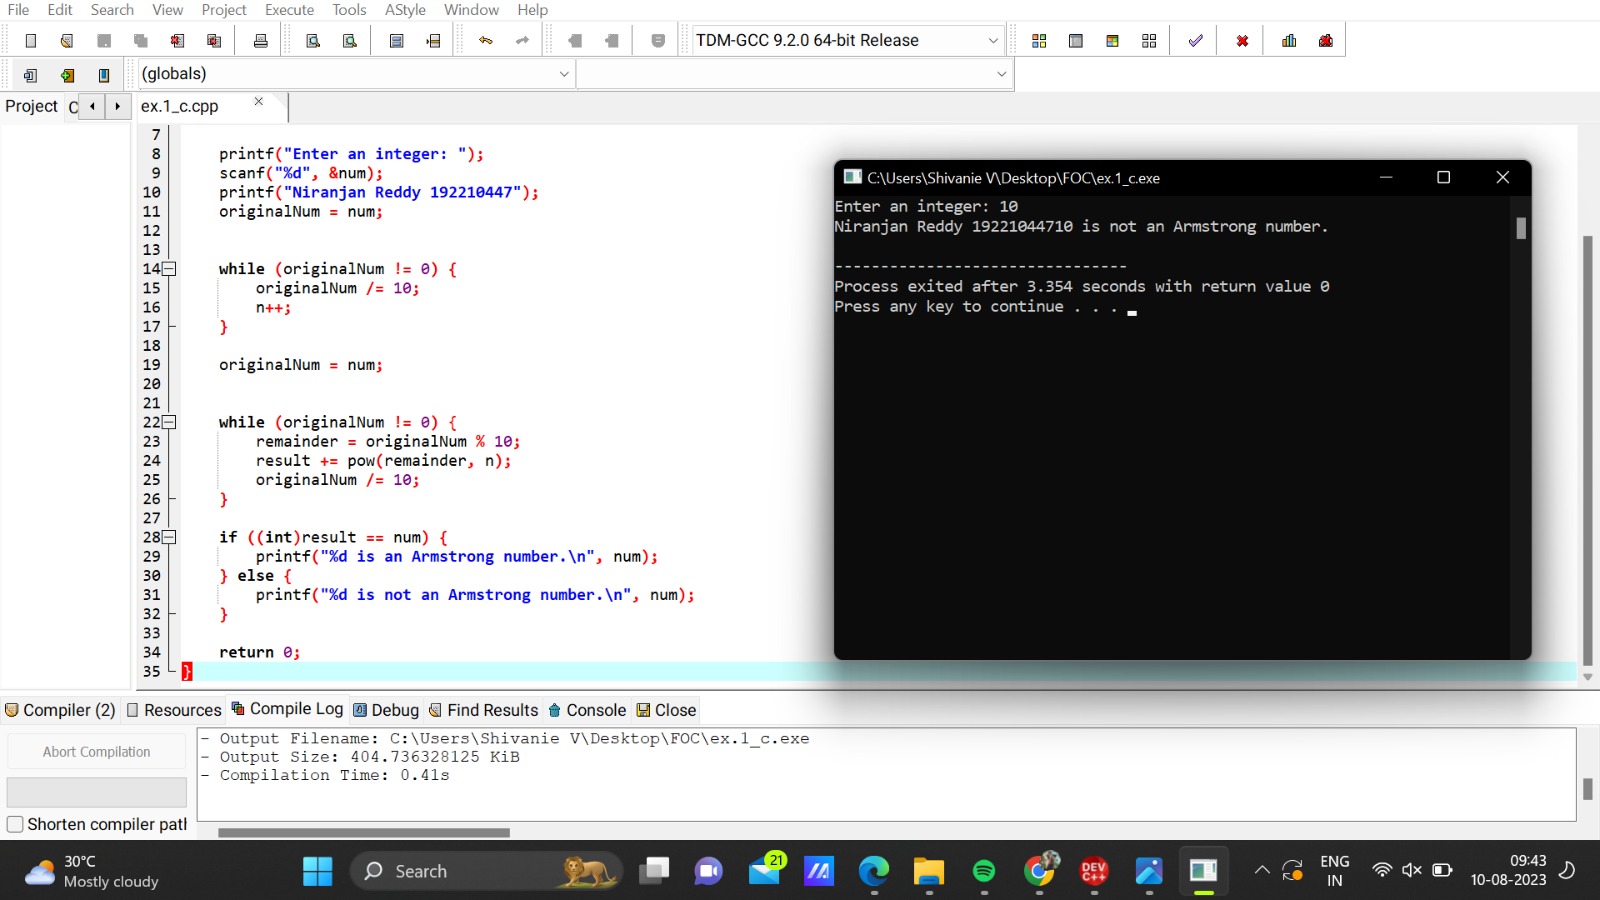 File Edit Search View Project Execute Tools AStyle Window Help
TDM-GCC 9.2.0 64-bit Release
(globals)
Project C ex.1_c.cpp
7
8 printf("Enter an integer: ");
9 scanf("%d", &num);
10 printf("Niranjan Reddy 192210447");
11 originalNum = num;
12
13
14 while (originalNum != 0) {
15 originalNum /= 10;
16 n++;
17 }
18
19 originalNum = num;
20
21
22 while (originalNum != 0) {
23 remainder = originalNum % 10;
24 result += pow(remainder, n);
25 originalNum /= 10;
26 }
27
28 if ((int)result == num) {
29 printf("%d is an Armstrong number.\n", num);
30 } else {
31 printf("%d is not an Armstrong number.\n", num);
32 }
33
34 return 0;
35 }
C:\Users\Shivanie V\Desktop\FOC\ex.1_c.exe
Enter an integer: 10
Niranjan Reddy 19221044710 is not an Armstrong number.
--------------------------------
Process exited after 3.354 seconds with return value 0
Press any key to continue . . .
Compiler (2) Resources Compile Log Debug Find Results Console Close
Abort Compilation
Shorten compiler path
- Output Filename: C:\Users\Shivanie V\Desktop\FOC\ex.1_c.exe
- Output Size: 404.736328125 KiB
- Compilation Time: 0.41s
30°C
Mostly cloudy
Search
21
DEV
C++
ENG
IN
09:43
10-08-2023